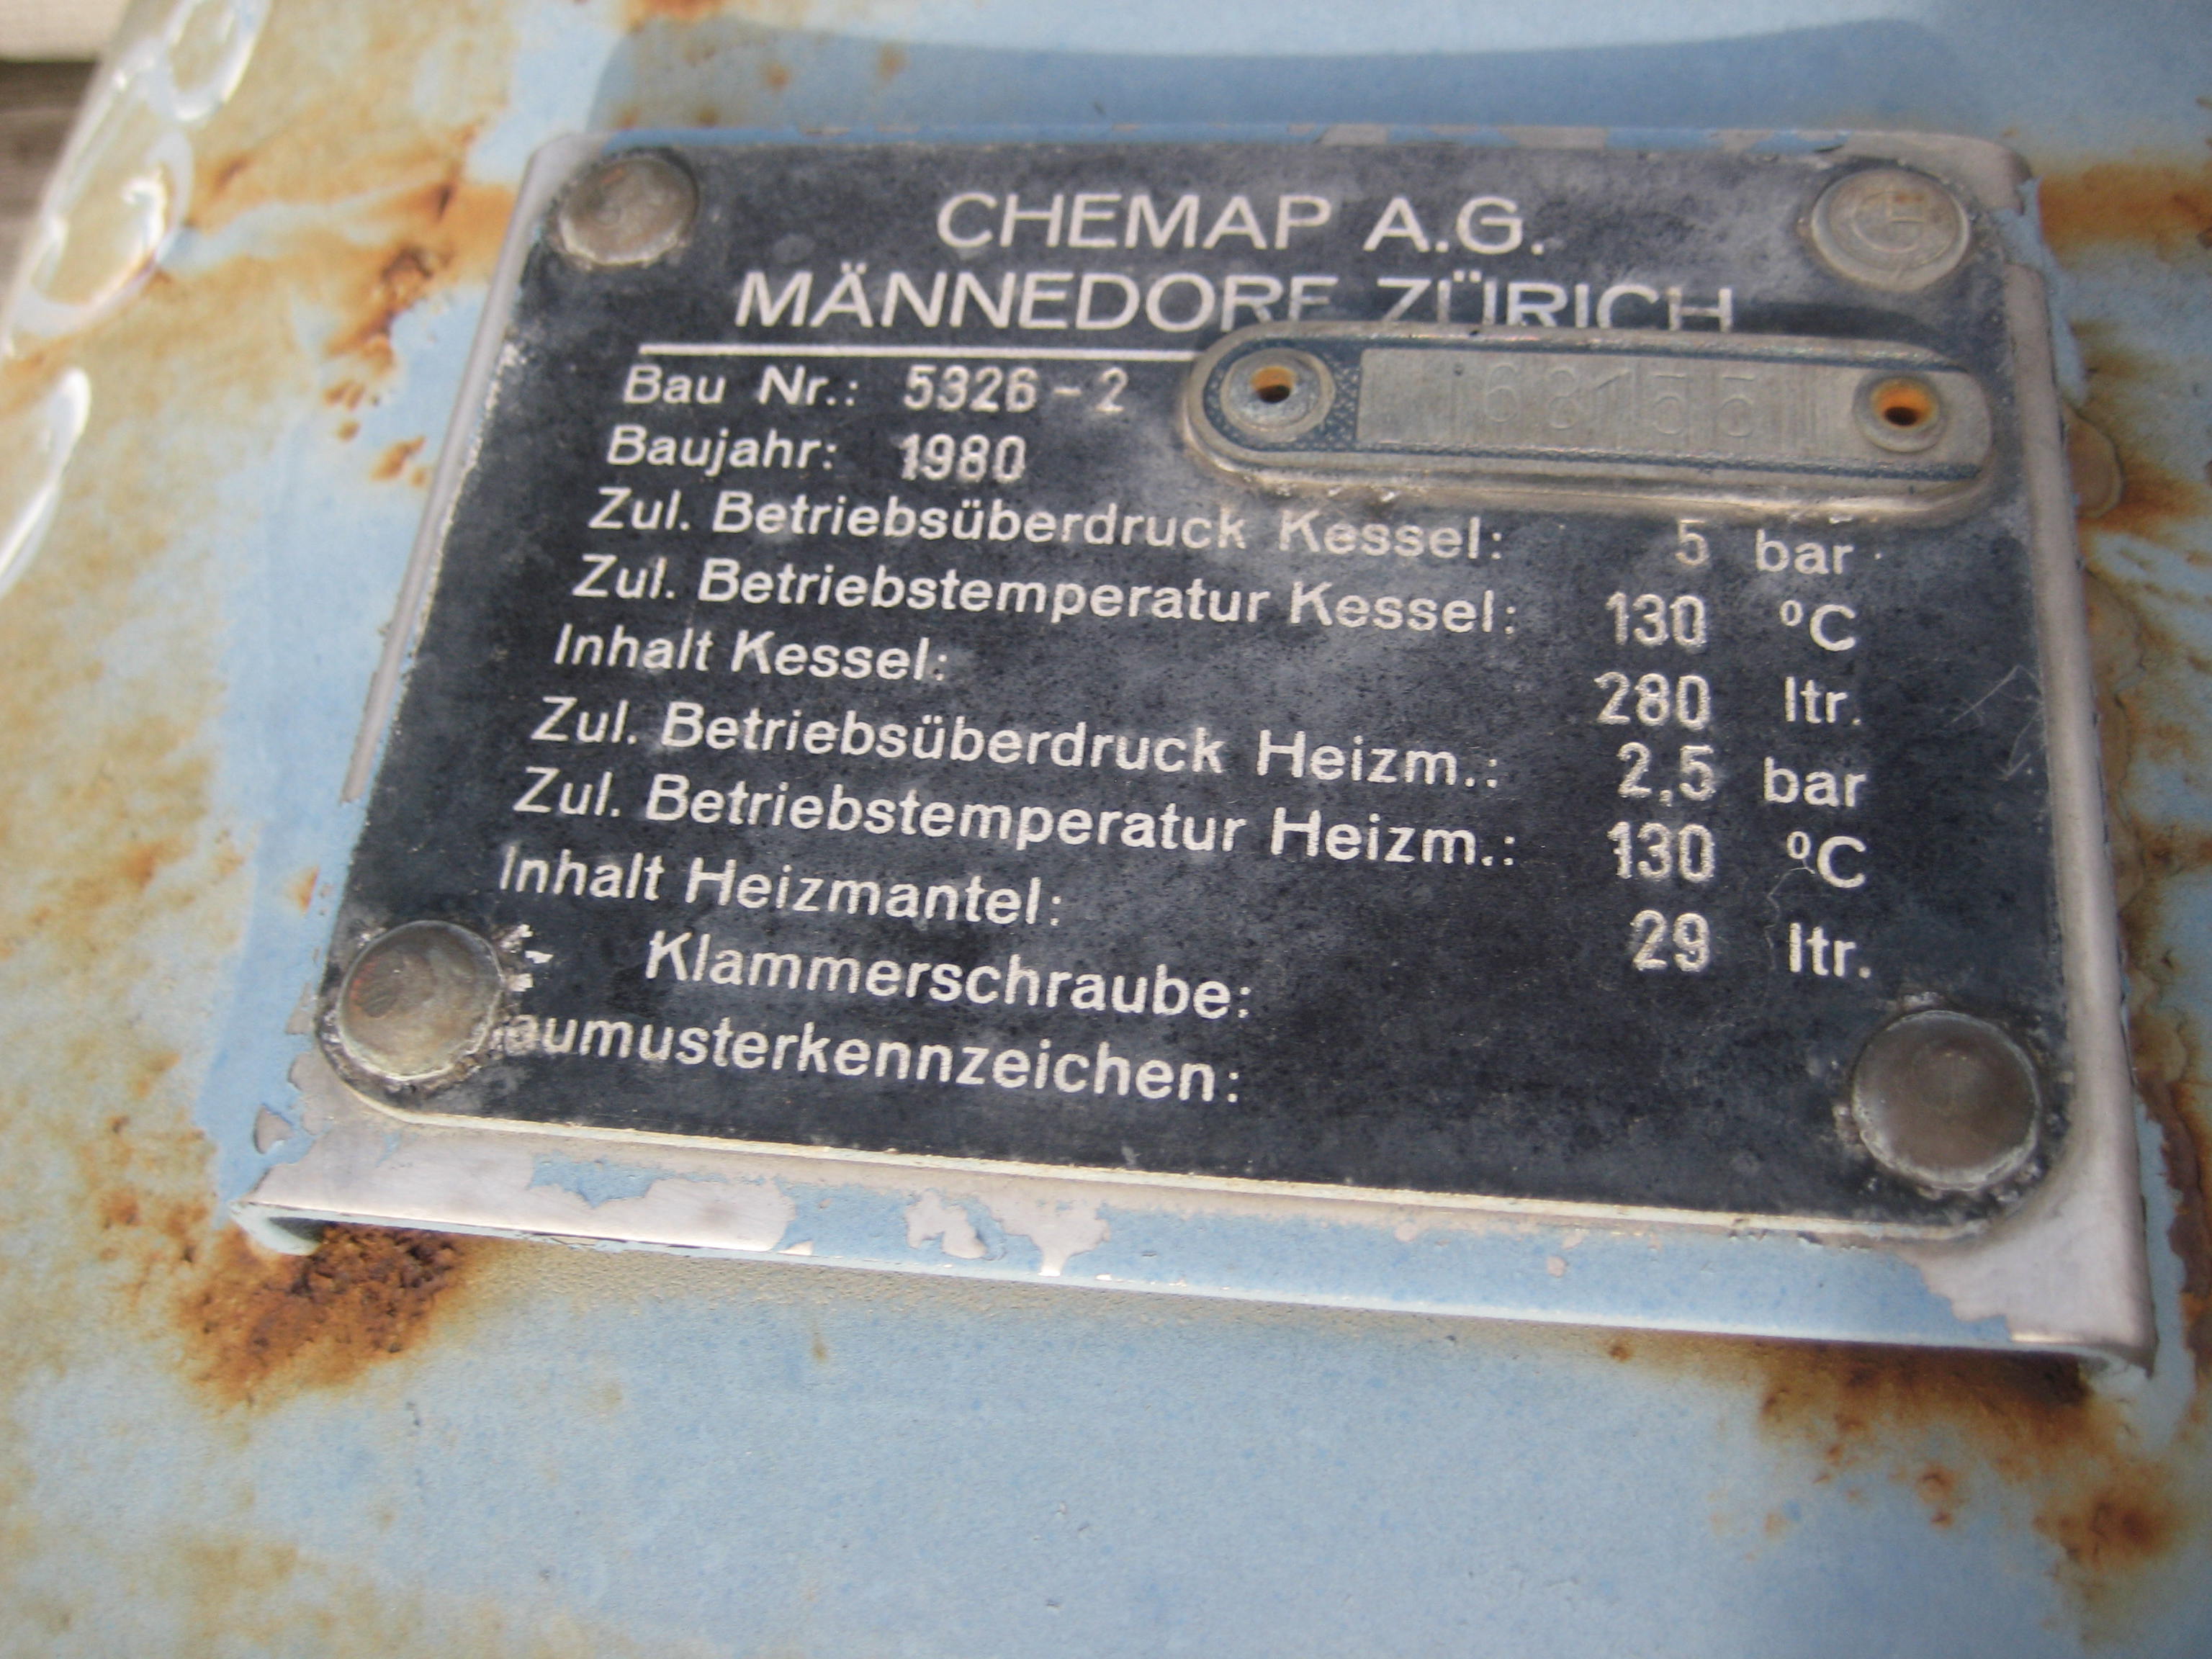 CHEMAP A.G.
MÄNNEDORF ZÜRICH
168155
Bau Nr.: 5326-2
Baujahr: 1980
Zul. Betriebsüberdruck Kessel: 5 bar
Zul. Betriebstemperatur Kessel: 130 °C
Inhalt Kessel: 280 ltr.
Zul. Betriebsüberdruck Heizm.: 2,5 bar
Zul. Betriebstemperatur Heizm.: 130 °C
Inhalt Heizmantel: 29 ltr.
Klammerschraube:
aumusterkennzeichen: